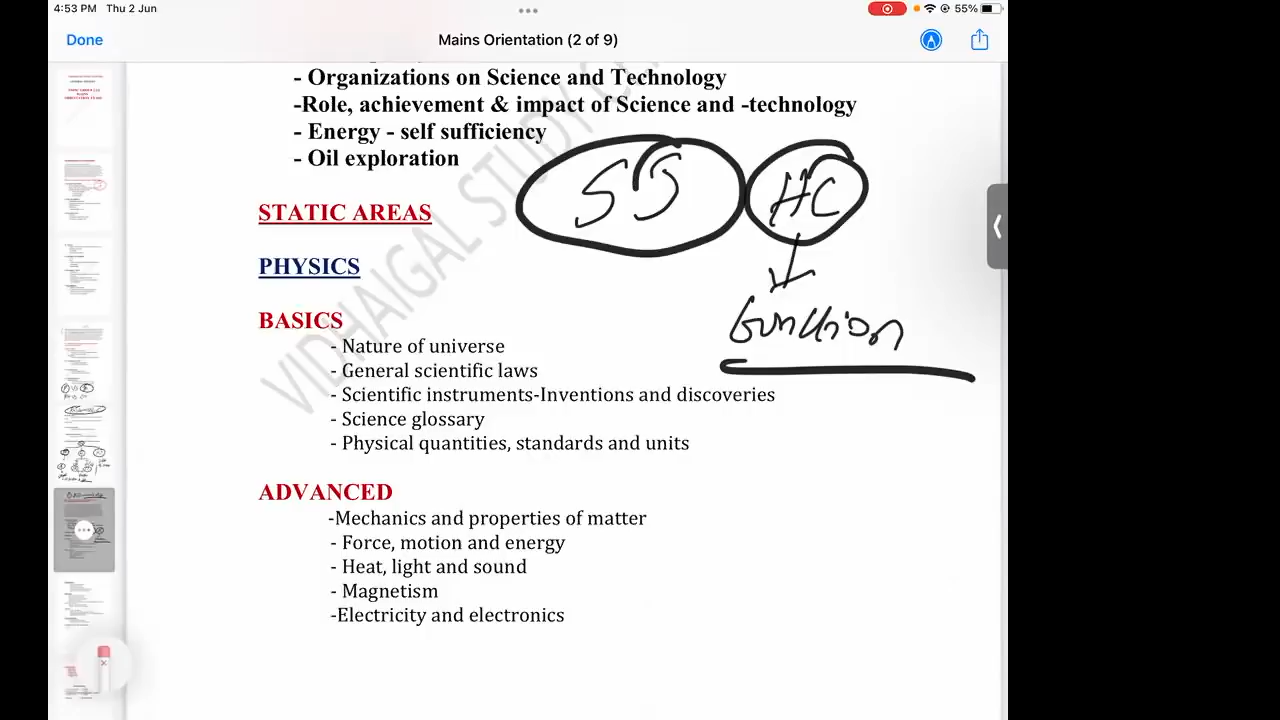 4:53 PM Thu 2 Jun
55%
Done
Mains Orientation (2 of 9)
- Organizations on Science and Technology
-Role, achievement & impact of Science and -technology
- Energy - self sufficiency
- Oil exploration
HC
STATIC AREAS
PHYSICS
BASICS
- Nature of universe
- General scientific laws
- Scientific instruments-Inventions and discoveries
- Science glossary
- Physical quantities, standards and units
ADVANCED
-Mechanics and properties of matter
- Force, motion and energy
- Heat, light and sound
- Magnetism
-Electricity and electronics